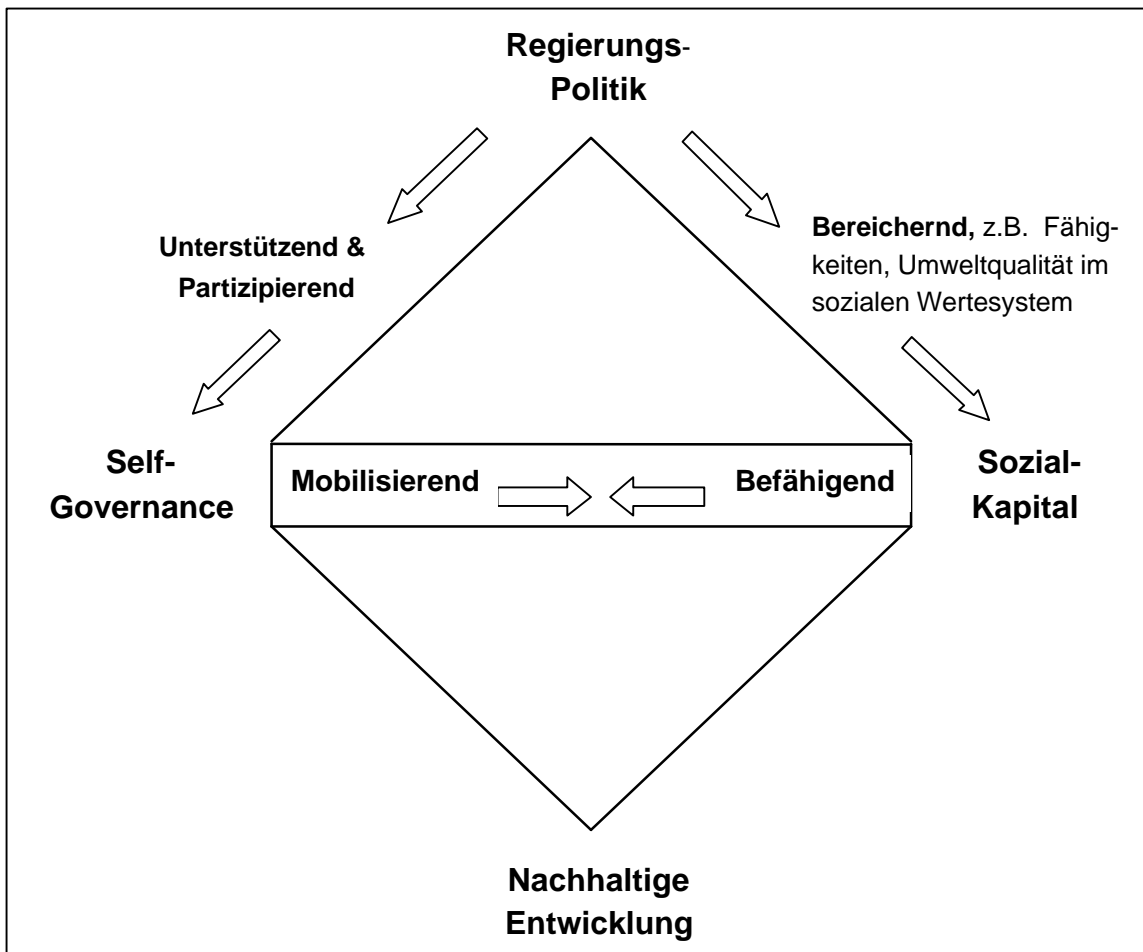 Regierungs-
Politik
Unterstützend &
Partizipierend
Bereichernd, z.B. Fähig-
keiten, Umweltqualität im
sozialen Wertesystem
Self-
Governance
Mobilisierend
Befähigend
Sozial-
Kapital
Nachhaltige
Entwicklung